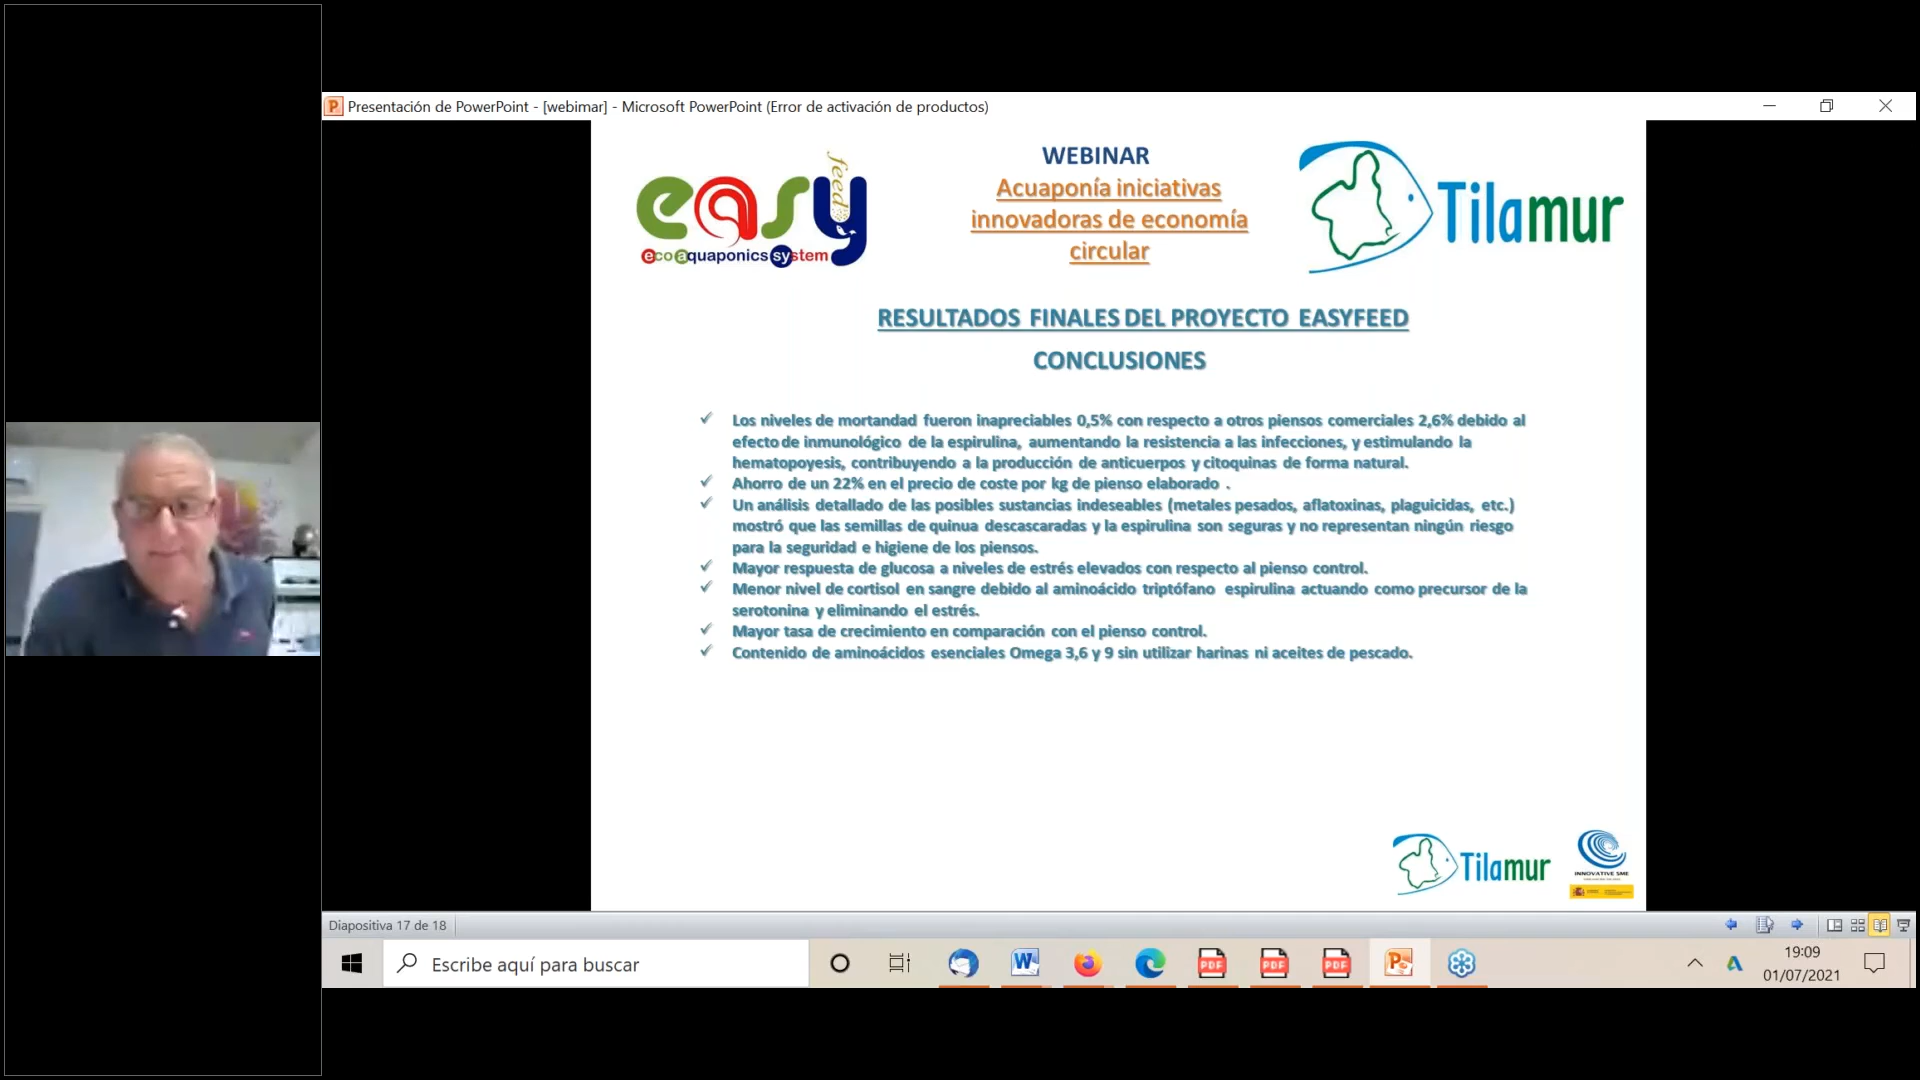 Presentación de PowerPoint - [webimar] - Microsoft PowerPoint (Error de activación de productos)
easy
feed
eco aquaponics system
WEBINAR
Acuaponía iniciativas
innovadoras de economía
circular
Tilamur
RESULTADOS FINALES DEL PROYECTO EASYFEED
CONCLUSIONES
✓ Los niveles de mortandad fueron inapreciables 0,5% con respecto a otros piensos comerciales 2,6% debido al
efecto de inmunológico de la espirulina, aumentando la resistencia a las infecciones, y estimulando la
hematopoyesis, contribuyendo a la producción de anticuerpos y citoquinas de forma natural.
✓ Ahorro de un 22% en el precio de coste por kg de pienso elaborado .
✓ Un análisis detallado de las posibles sustancias indeseables (metales pesados, aflatoxinas, plaguicidas, etc.)
mostró que las semillas de quinua descascaradas y la espirulina son seguras y no representan ningún riesgo
para la seguridad e higiene de los piensos.
✓ Mayor respuesta de glucosa a niveles de estrés elevados con respecto al pienso control.
✓ Menor nivel de cortisol en sangre debido al aminoácido triptófano espirulina actuando como precursor de la
serotonina y eliminando el estrés.
✓ Mayor tasa de crecimiento en comparación con el pienso control.
✓ Contenido de aminoácidos esenciales Omega 3,6 y 9 sin utilizar harinas ni aceites de pescado.
Tilamur
INNOVATIVE SME
Diapositiva 17 de 18
Escribe aquí para buscar
PDF
PDF
PDF
19:09
01/07/2021